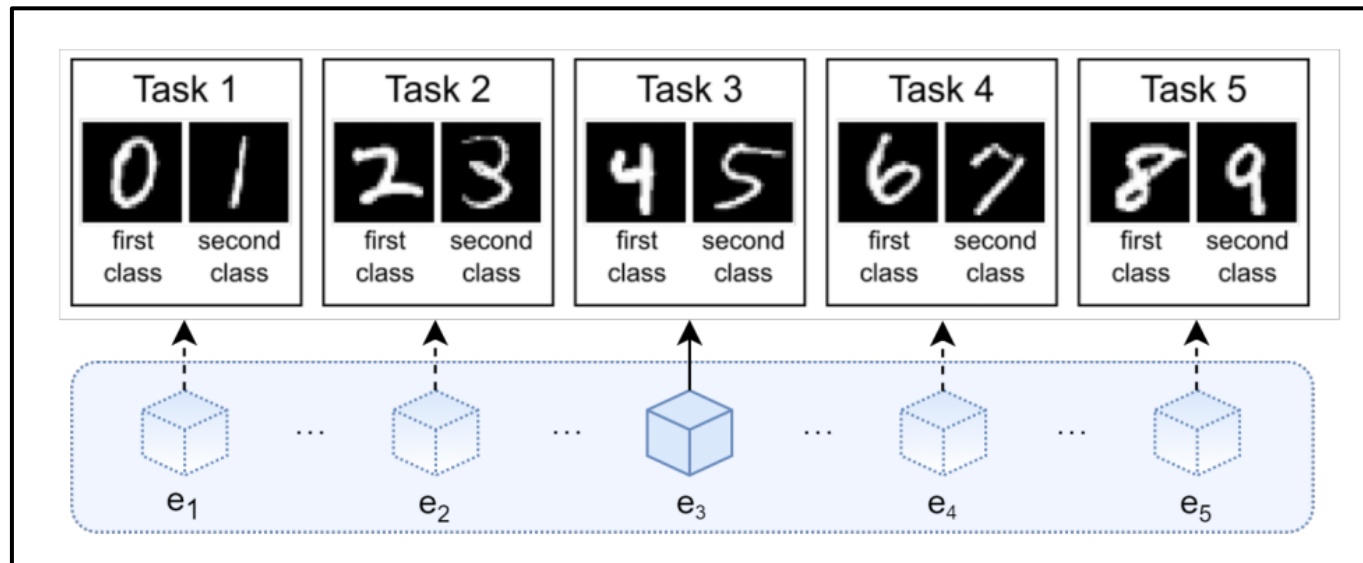 Task 1 Task 2 Task 3 Task 4 Task 5
0 1 2 3 4 5 6 7 8 9
first second first second first second first second first second
class class class class class class class class class class
... ... ... ...
e₁ e₂ e₃ e₄ e₅